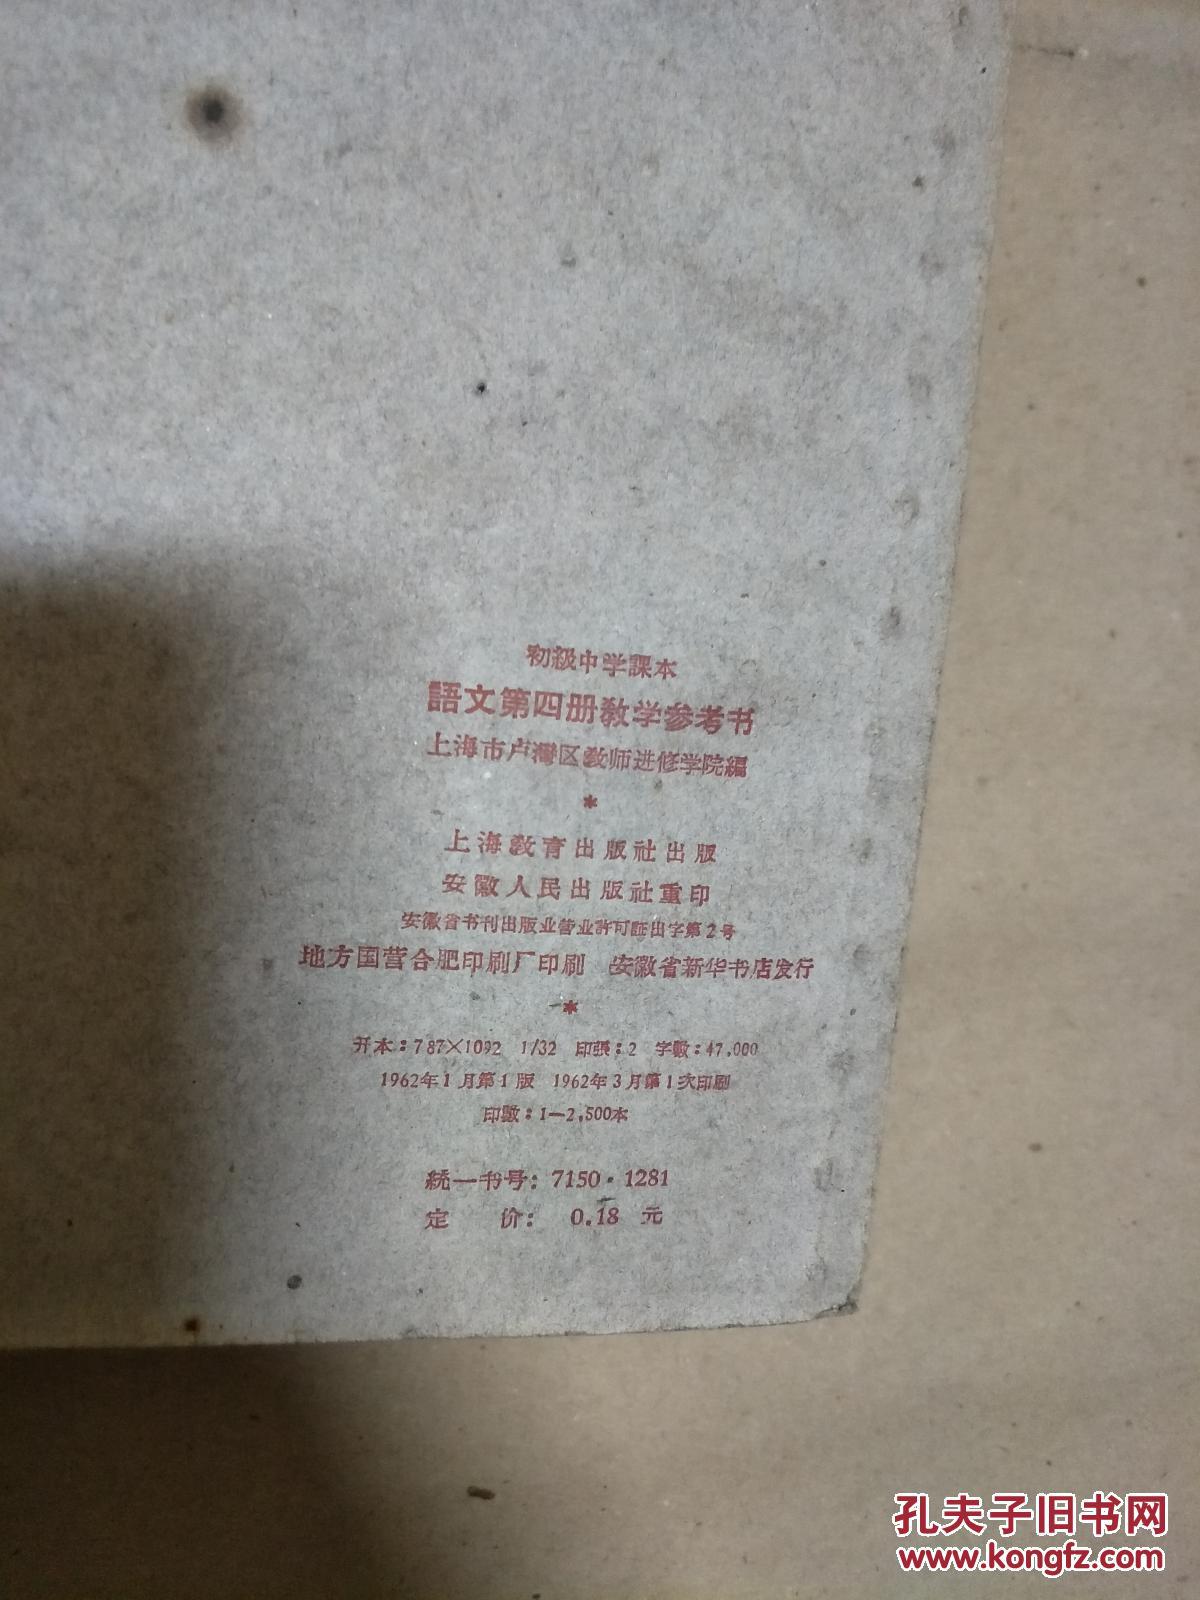 初級中学課本
語文第四册教学参考书
上海市卢灣区教师进修学院編
*
上海教育出版社出版
安徽人民出版社重印
安徽省书刊出版业营业許可証出字第2号
地方国营合肥印刷厂印刷 安徽省新华书店发行
*
开本：787×1092 1/32 印張：2 字数：47,000
1962年1月第1版 1962年3月第1次印刷
印数：1—2,500本
統一书号：7150·1281
定 价： 0.18 元
孔夫子旧书网
www.kongfz.com